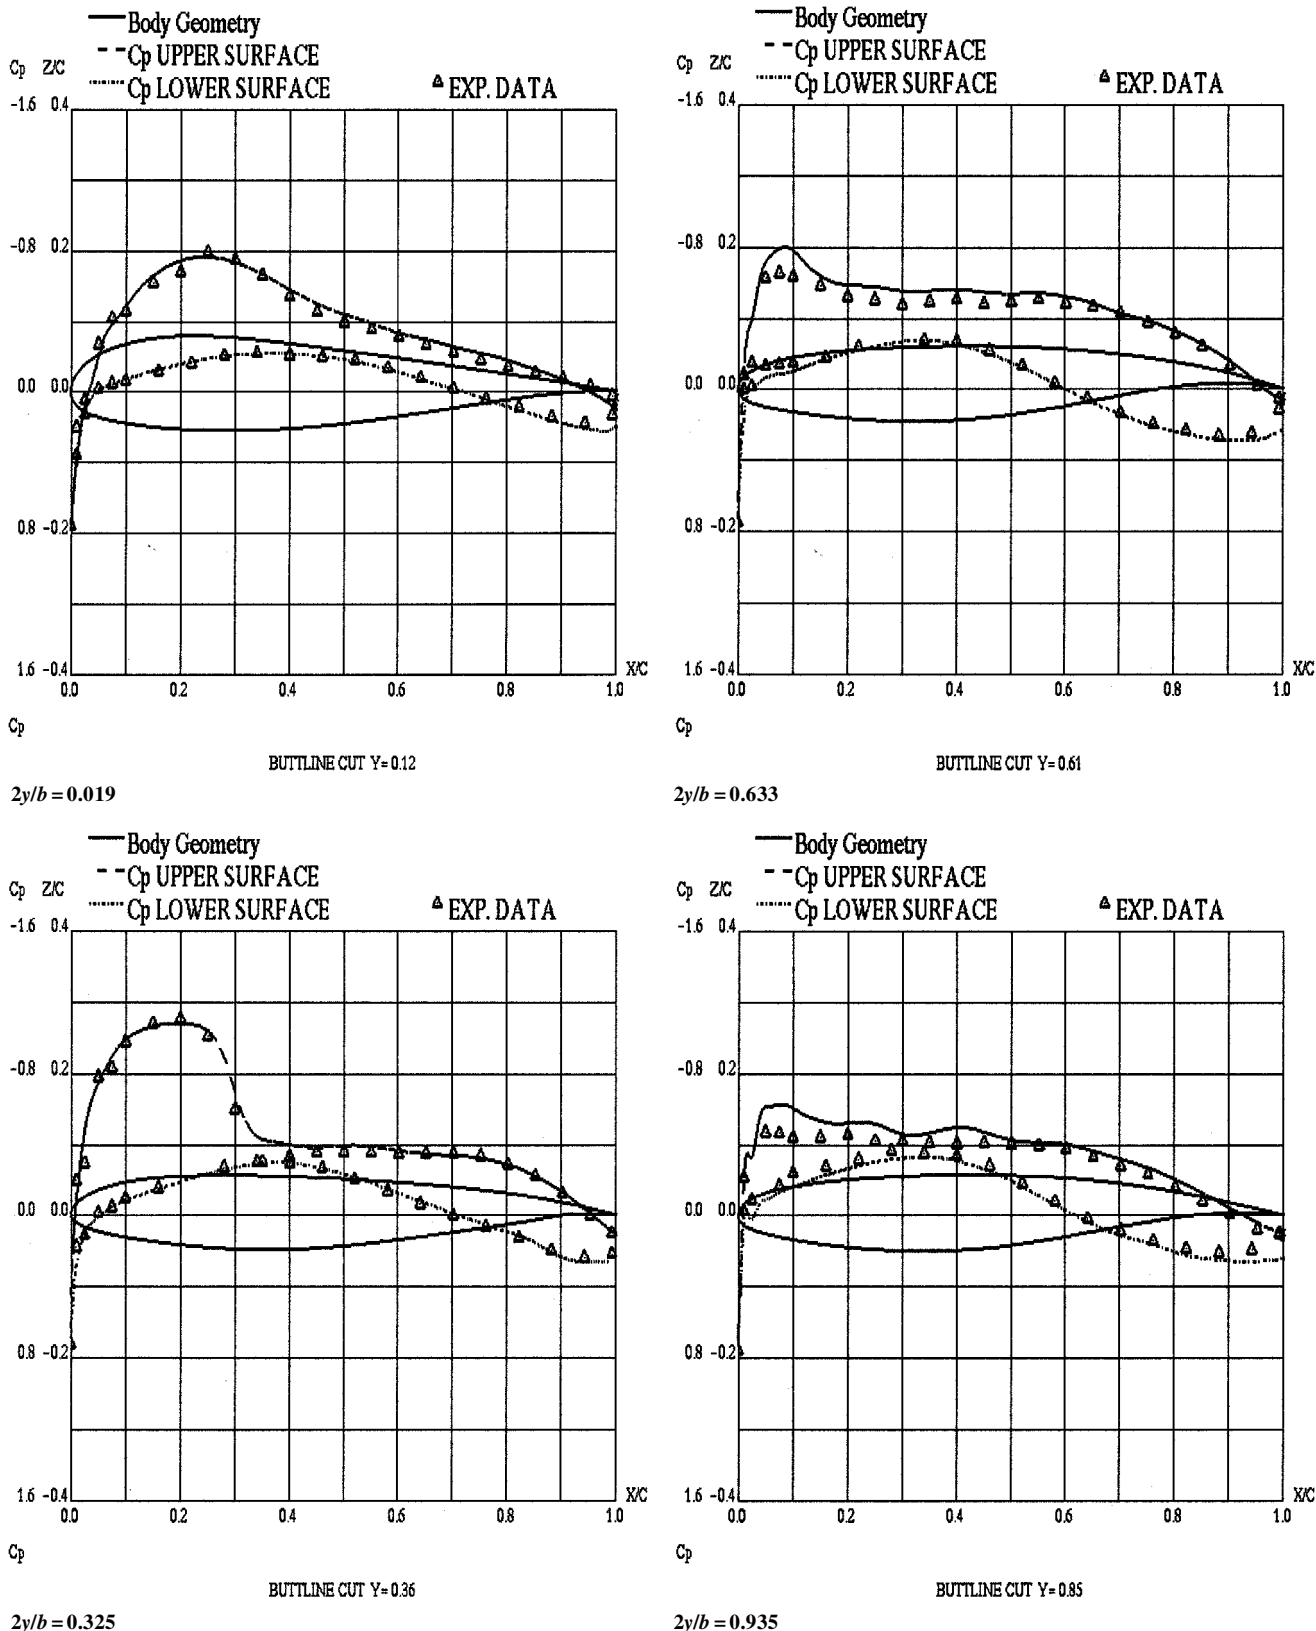 Body Geometry
Cp UPPER SURFACE
Cp Z/C
Cp LOWER SURFACE EXP. DATA
-1.6 0.4
-0.8 0.2
0.0 0.0
0.8 -0.2
1.6 -0.4
X/C
0.0 0.2 0.4 0.6 0.8 1.0
Cp
BUTTLINE CUT Y= 0.12
2y/b = 0.019
Body Geometry
Cp UPPER SURFACE
Cp Z/C
Cp LOWER SURFACE EXP. DATA
-1.6 0.4
-0.8 0.2
0.0 0.0
0.8 -0.2
1.6 -0.4
X/C
0.0 0.2 0.4 0.6 0.8 1.0
Cp
BUTTLINE CUT Y= 0.61
2y/b = 0.633
Body Geometry
Cp UPPER SURFACE
Cp Z/C
Cp LOWER SURFACE EXP. DATA
-1.6 0.4
-0.8 0.2
0.0 0.0
0.8 -0.2
1.6 -0.4
X/C
0.0 0.2 0.4 0.6 0.8 1.0
Cp
BUTTLINE CUT Y= 0.36
2y/b = 0.325
Body Geometry
Cp UPPER SURFACE
Cp Z/C
Cp LOWER SURFACE EXP. DATA
-1.6 0.4
-0.8 0.2
0.0 0.0
0.8 -0.2
1.6 -0.4
X/C
0.0 0.2 0.4 0.6 0.8 1.0
Cp
BUTTLINE CUT Y= 0.85
2y/b = 0.935